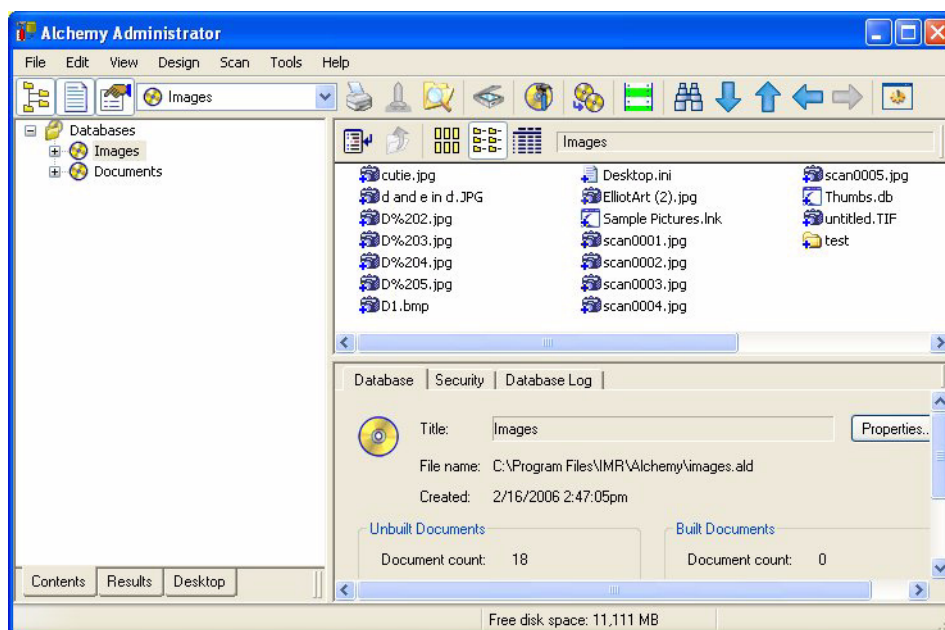 Alchemy Administrator
File Edit View Design Scan Tools Help
Images
Databases
Images
Documents
Images
cutie.jpg
d and e in d.JPG
D%202.jpg
D%203.jpg
D%204.jpg
D%205.jpg
D1.bmp
Desktop.ini
ElliotArt (2).jpg
Sample Pictures.lnk
scan0001.jpg
scan0002.jpg
scan0003.jpg
scan0004.jpg
scan0005.jpg
Thumbs.db
untitled.TIF
test
Database Security Database Log
Title: Images Properties..
File name: C:\Program Files\IMR\Alchemy\images.ald
Created: 2/16/2006 2:47:05pm
Unbuilt Documents Built Documents
Document count: 18 Document count: 0
Contents Results Desktop
Free disk space: 11,111 MB